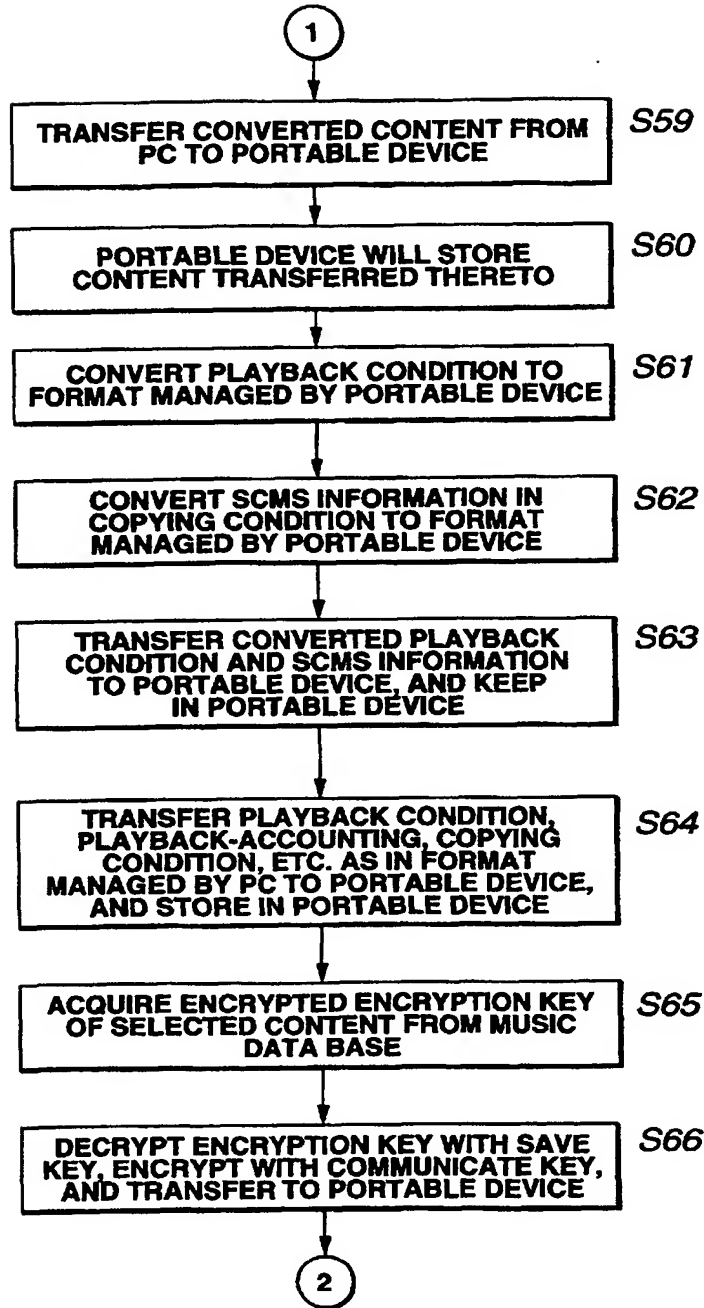 1
TRANSFER CONVERTED CONTENT FROM
PC TO PORTABLE DEVICE
S59
PORTABLE DEVICE WILL STORE
CONTENT TRANSFERRED THERETO
S60
CONVERT PLAYBACK CONDITION TO
FORMAT MANAGED BY PORTABLE DEVICE
S61
CONVERT SCMS INFORMATION IN
COPYING CONDITION TO FORMAT
MANAGED BY PORTABLE DEVICE
S62
TRANSFER CONVERTED PLAYBACK
CONDITION AND SCMS INFORMATION
TO PORTABLE DEVICE, AND KEEP
IN PORTABLE DEVICE
S63
TRANSFER PLAYBACK CONDITION,
PLAYBACK-ACCOUNTING, COPYING
CONDITION, ETC. AS IN FORMAT
MANAGED BY PC TO PORTABLE DEVICE,
AND STORE IN PORTABLE DEVICE
S64
ACQUIRE ENCRYPTED ENCRYPTION KEY
OF SELECTED CONTENT FROM MUSIC
DATA BASE
S65
DECRYPT ENCRYPTION KEY WITH SAVE
KEY, ENCRYPT WITH COMMUNICATE KEY,
AND TRANSFER TO PORTABLE DEVICE
S66
2